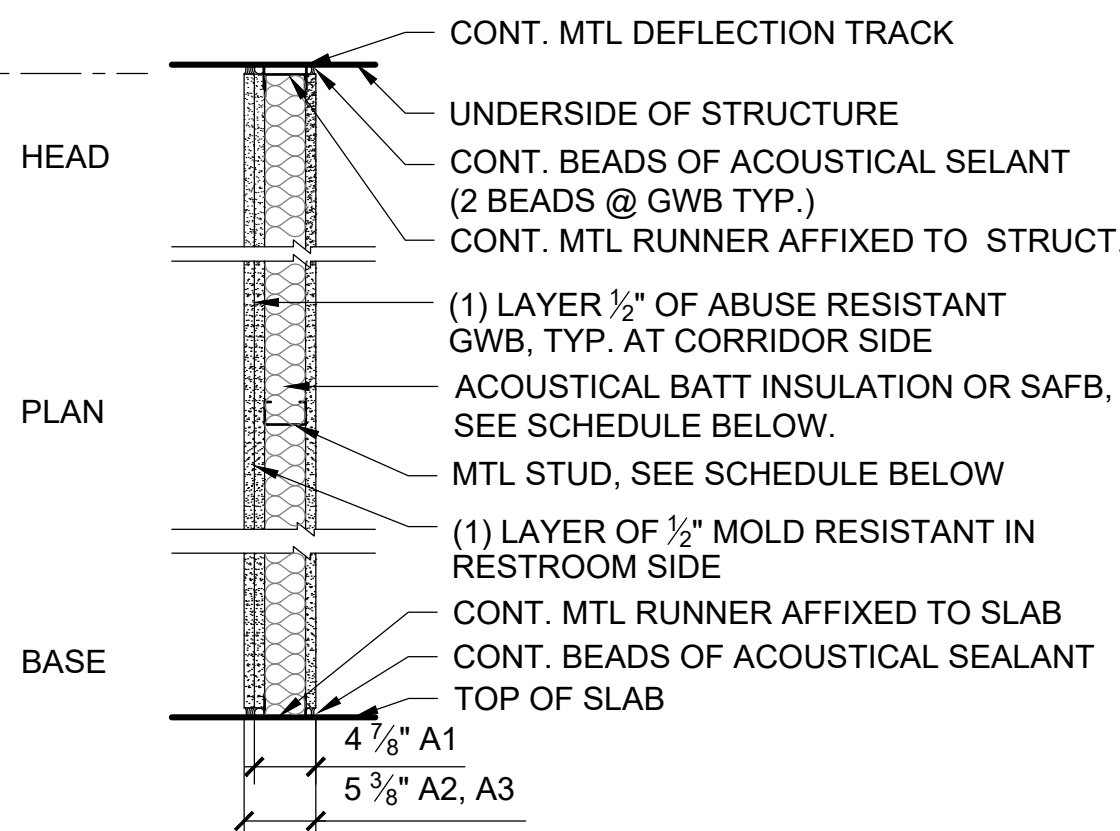 CONT. MTL DEFLECTION TRACK
UNDERSIDE OF STRUCTURE
HEAD
CONT. BEADS OF ACOUSTICAL SELANT
(2 BEADS @ GWB TYP.)
CONT. MTL RUNNER AFFIXED TO STRUCT.
(1) LAYER ½" OF ABUSE RESISTANT
GWB, TYP. AT CORRIDOR SIDE
PLAN
ACOUSTICAL BATT INSULATION OR SAFB,
SEE SCHEDULE BELOW.
MTL STUD, SEE SCHEDULE BELOW
(1) LAYER OF ½" MOLD RESISTANT IN
RESTROOM SIDE
CONT. MTL RUNNER AFFIXED TO SLAB
BASE
CONT. BEADS OF ACOUSTICAL SEALANT
TOP OF SLAB
4 ⅞" A1
5 ⅜" A2, A3